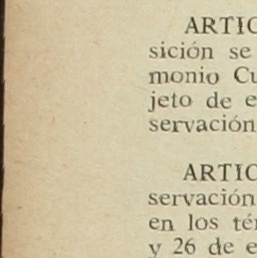 ARTIC
sición se
monio Cu
jeto de e
servación
ARTIC
servación
en los tér
y 26 de e